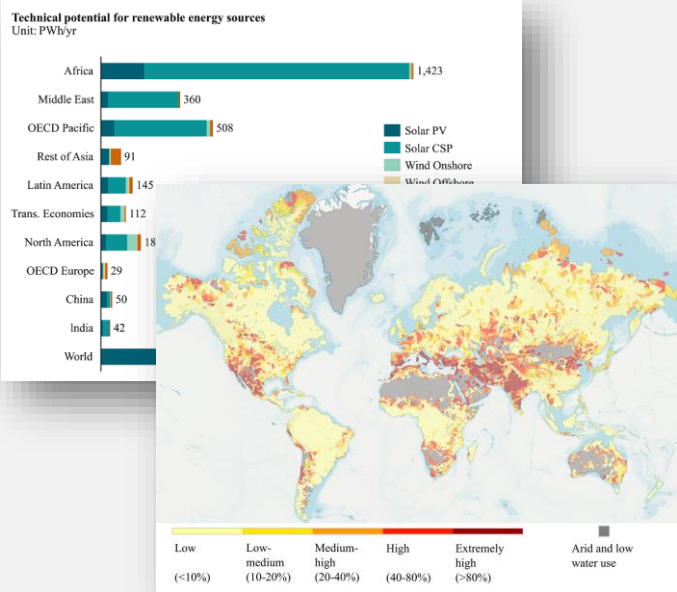 Technical potential for renewable energy sources
Unit: PWh/yr
Africa
1,423
Middle East
360
OECD Pacific
508
Solar PV
Rest of Asia
91
Solar CSP
Wind Onshore
Latin America
145
Wind Offshore
Trans. Economies
112
North America
18
OECD Europe
29
China
50
India
42
World
Low
Low-
Medium-
High
Extremely
Arid and low
medium
high
high
water use
(<10%)
(10-20%)
(20-40%)
(40-80%)
(>80%)